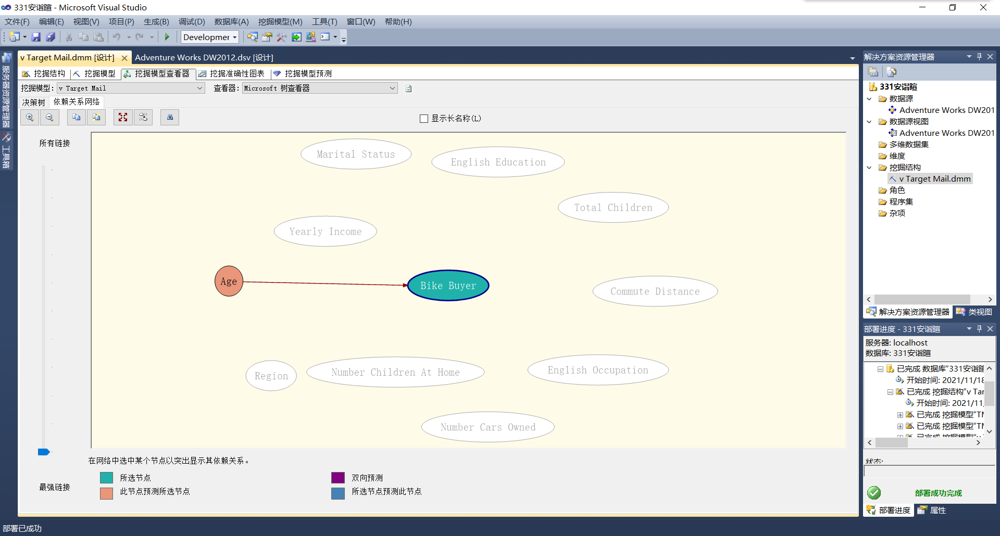 331安诣暄 - Microsoft Visual Studio
文件(F) 编辑(E) 视图(V) 项目(P) 生成(B) 调试(D) 数据库(A) 挖掘模型(M) 工具(T) 窗口(W) 帮助(H)
Developmer
服务器资源管理器
工具箱
v Target Mail.dmm [设计] Adventure Works DW2012.dsv [设计]
挖掘结构 挖掘模型 挖掘模型查看器 挖掘准确性图表 挖掘模型预测
挖掘模型: v Target Mail 查看器: Microsoft 树查看器
决策树 依赖关系网络
显示长名称(L)
所有链接
Marital Status
English Education
Total Children
Yearly Income
Age
Bike Buyer
Commute Distance
Region
Number Children At Home
English Occupation
Number Cars Owned
最强链接
在网络中选中某个节点以突出显示其依赖关系。
所选节点 双向预测
此节点预测所选节点 所选节点预测此节点
解决方案资源管理器
331安诣暄
数据源
Adventure Works DW201
数据源视图
Adventure Works DW201
多维数据集
维度
挖掘结构
v Target Mail.dmm
角色
程序集
杂项
解决方案资源管理器 类视图
部署进度 - 331安诣暄
服务器: localhost
数据库: 331安诣暄
已完成 数据库"331安诣暄
开始时间: 2021/11/18
已完成 挖掘结构"v Tar
开始时间: 2021/11/
已完成 挖掘模型"TM
已完成 挖掘模型"TM
已完成 挖掘模型"v
状态:
部署成功完成
部署进度 属性
部署已成功